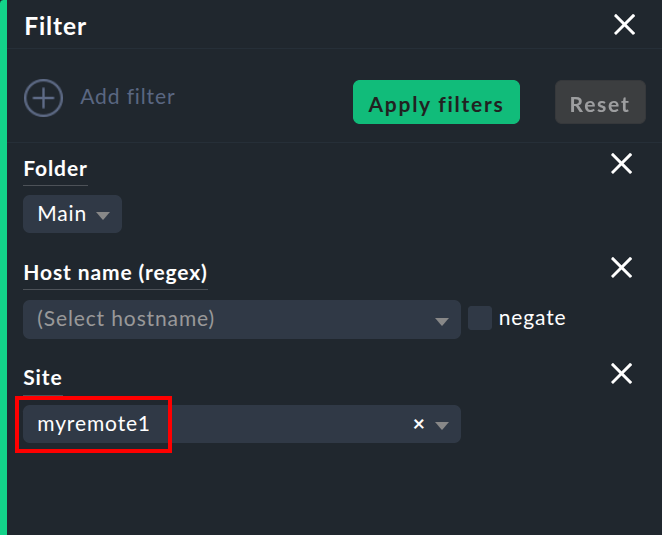 Filter
Add filter
Apply filters
Reset
Folder
Main
Host name (regex)
(Select hostname)
negate
Site
myremote1